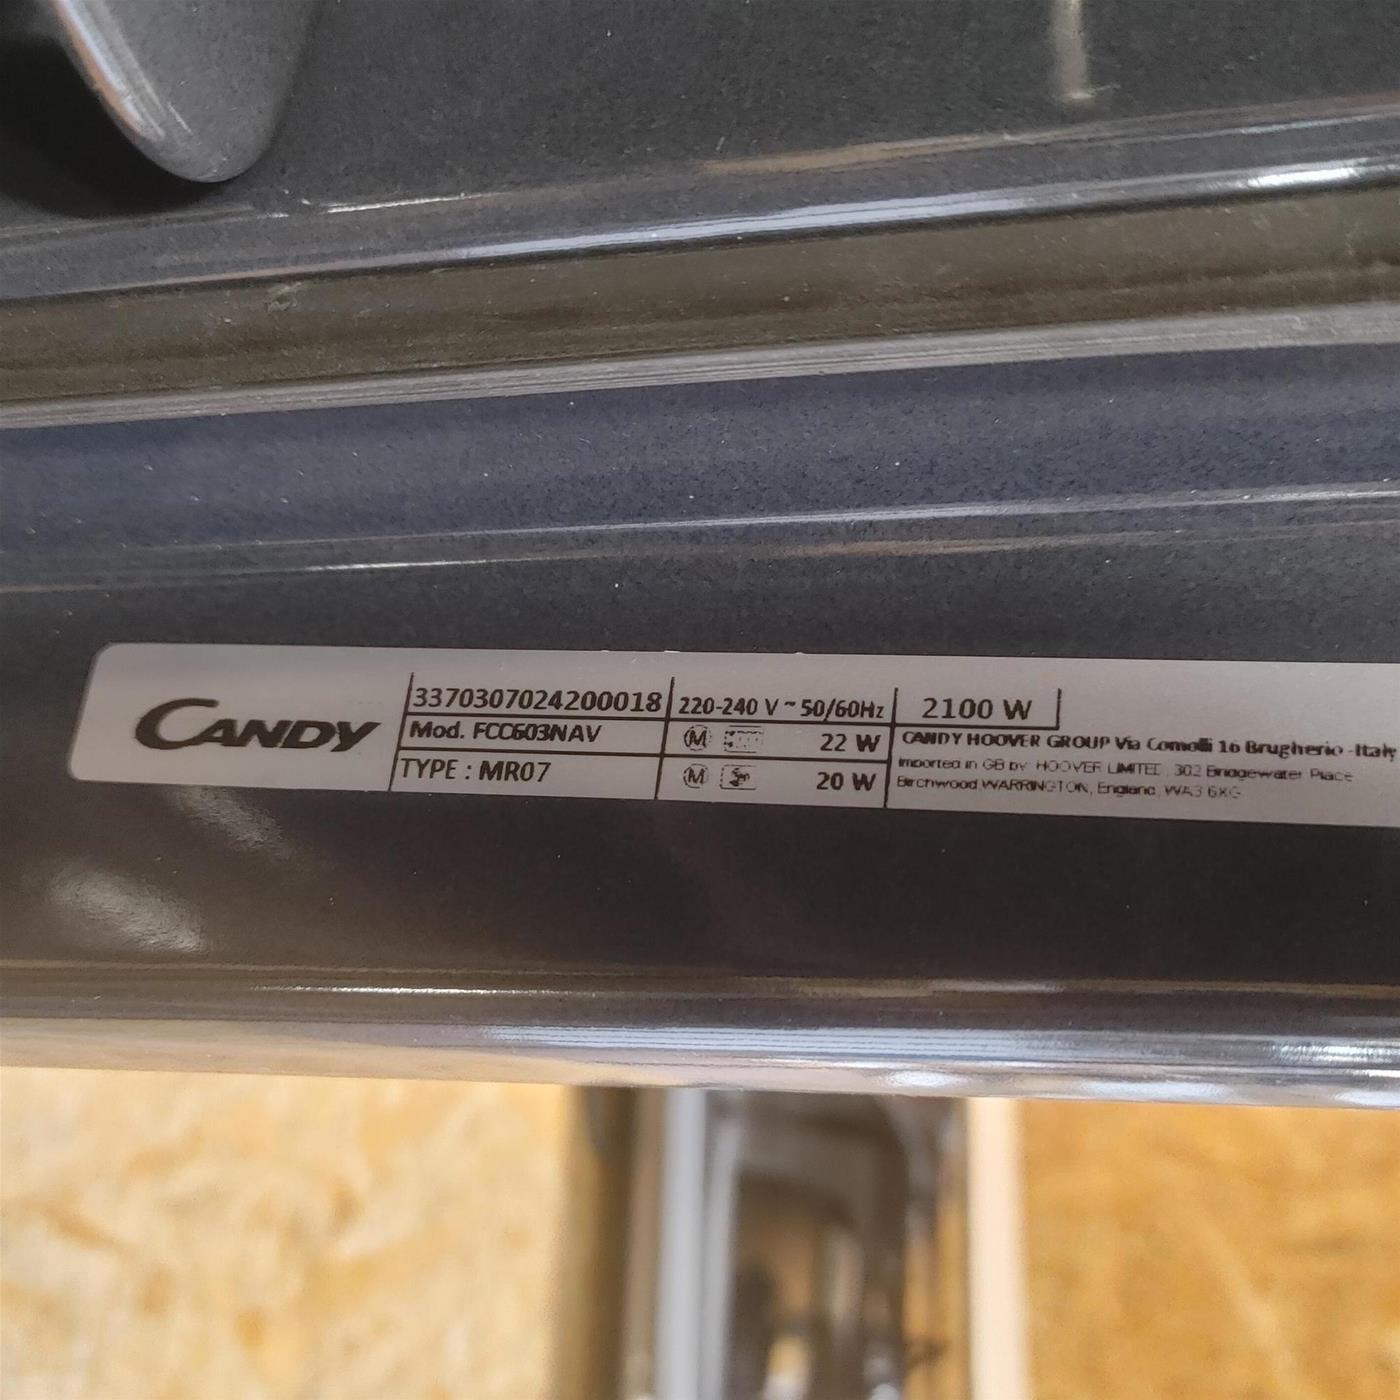 CANDY
3370307024200018
Mod. FCC603NAV
TYPE : MR07
220-240 V ~ 50/60Hz
M 22 W
M 20 W
2100 W
CANDY HOOVER GROUP Via Comolli 16 Brugherio -Italy
Imported in GB by HOOVER LIMITED, 302 Bridgewater Place
Birchwood WARRINGTON, England, WA3 6XG